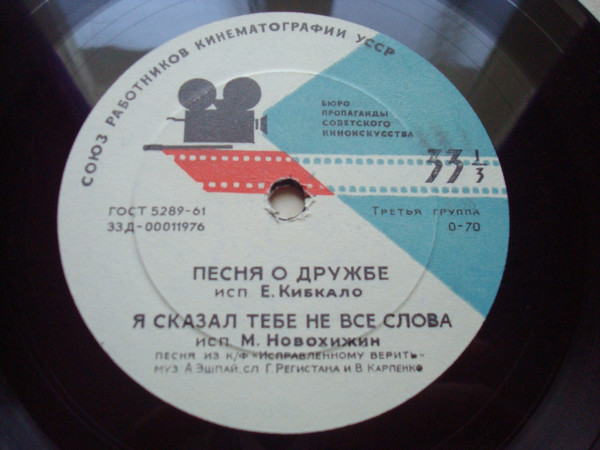 СОЮЗ РАБОТНИКОВ КИНЕМАТОГРАФИИ УССР
БЮРО
ПРОПАГАНДЫ
СОВЕТСКОГО
КИНОИСКУССТВА
33 1/3
ГОСТ 5289-61
33Д-00011976
ТРЕТЬЯ ГРУППА
0-70
ПЕСНЯ О ДРУЖБЕ
ИСП Е. КИБКАЛО
Я СКАЗАЛ ТЕБЕ НЕ ВСЕ СЛОВА
ИСП. М. НОВОХИЖИН
ПЕСНЯ ИЗ К/Ф "ИСПРАВЛЕННОМУ ВЕРИТЬ"
МУЗ А.ЭШПАЙ,СЛ Г.РЕГИСТАНА И В.КАРПЕНКО